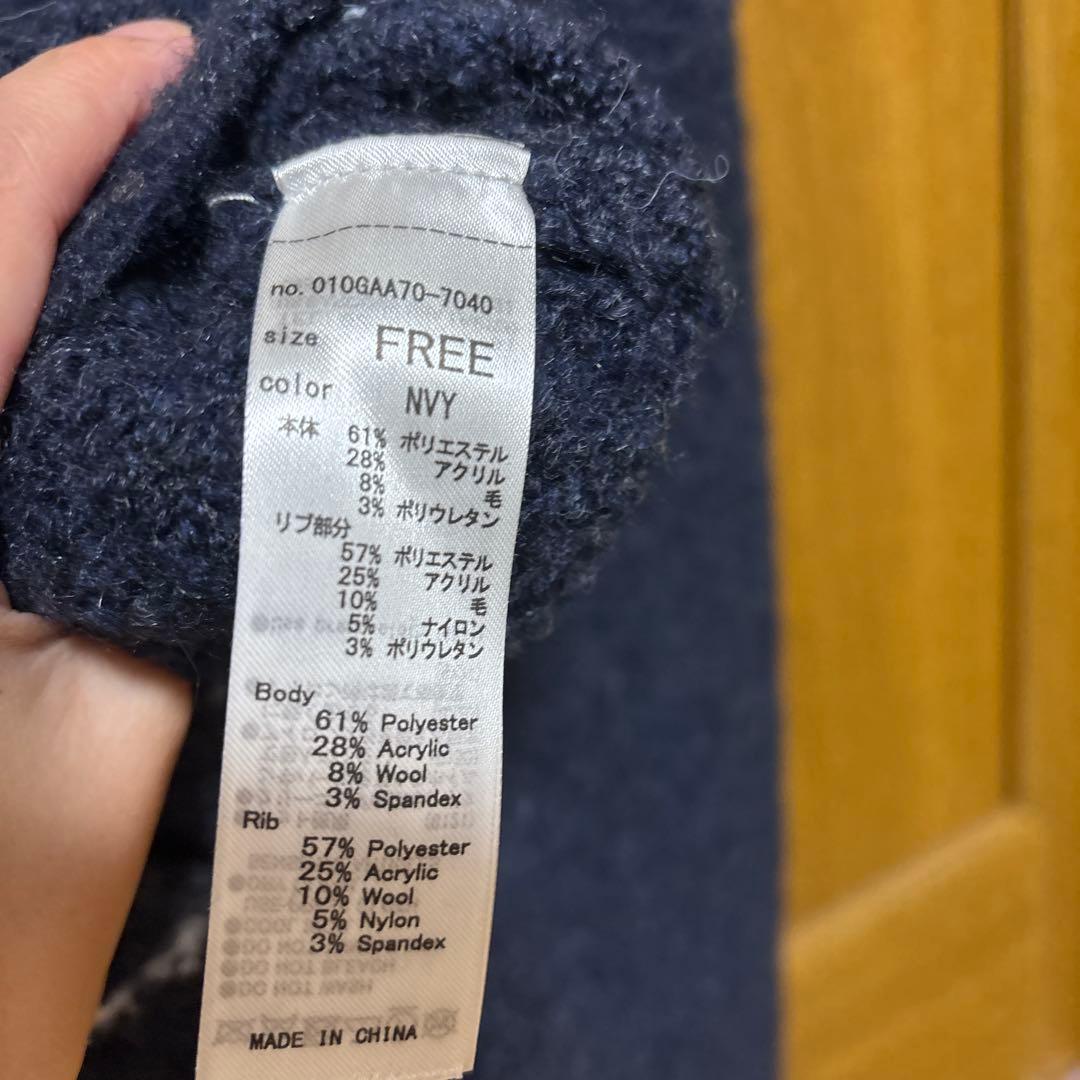 no. 010GAA70-7040
size FREE
color NVY
本体 61% ポリエステル
28% アクリル
8% 毛
3% ポリウレタン
リブ部分
57% ポリエステル
25% アクリル
10% 毛
5% ナイロン
3% ポリウレタン
Body
61% Polyester
28% Acrylic
8% Wool
3% Spandex
Rib
57% Polyester
25% Acrylic
10% Wool
5% Nylon
3% Spandex
MADE IN CHINA